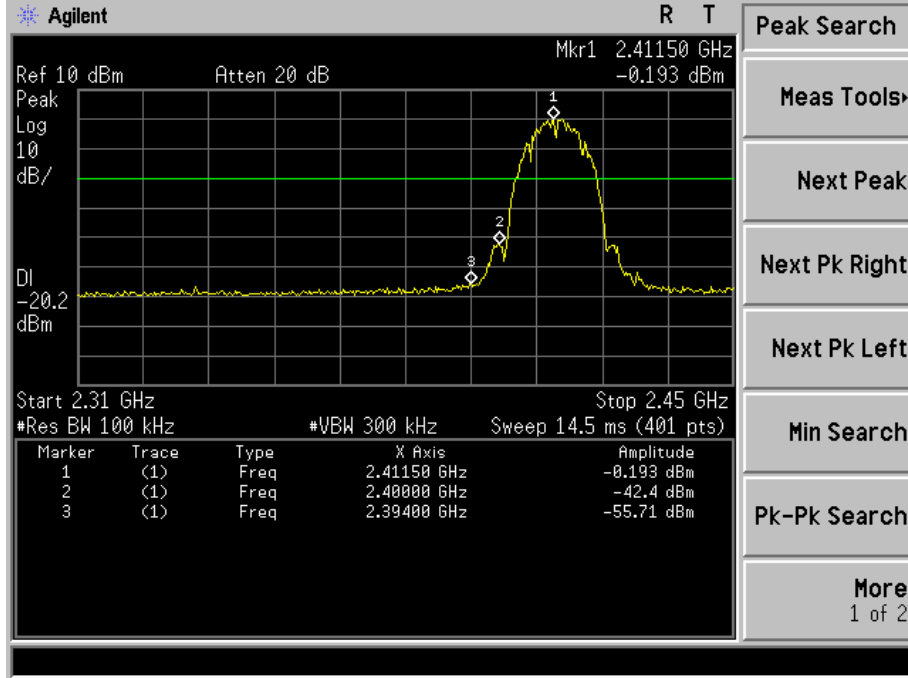 Agilent R T
Peak Search
Mkr1 2.41150 GHz
Ref 10 dBm Atten 20 dB -0.193 dBm
Peak
Log
10
dB/
1
2
3
DI
-20.2
dBm
Start 2.31 GHz Stop 2.45 GHz
#Res BW 100 kHz #VBW 300 kHz Sweep 14.5 ms (401 pts)
Marker Trace Type X Axis Amplitude
1 (1) Freq 2.41150 GHz -0.193 dBm
2 (1) Freq 2.40000 GHz -42.4 dBm
3 (1) Freq 2.39400 GHz -55.71 dBm
Meas Tools
Next Peak
Next Pk Right
Next Pk Left
Min Search
Pk-Pk Search
More
1 of 2